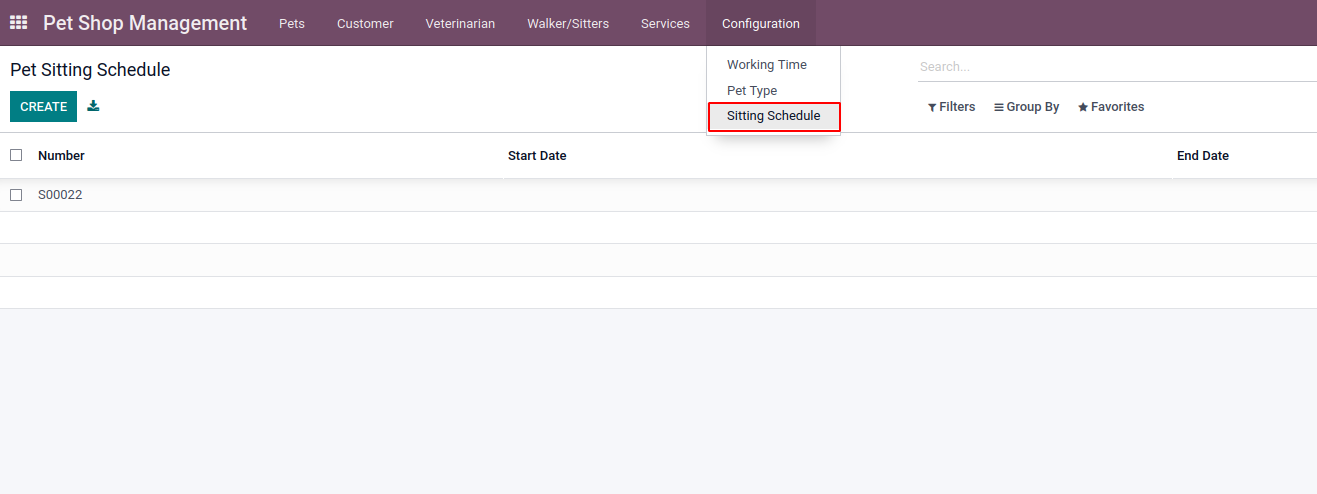 Pet Shop Management Pets Customer Veterinarian Walker/Sitters Services Configuration
Pet Sitting Schedule
Working Time
Search...
Pet Type
CREATE
Filters Group By Favorites
Sitting Schedule
Number Start Date End Date
S00022